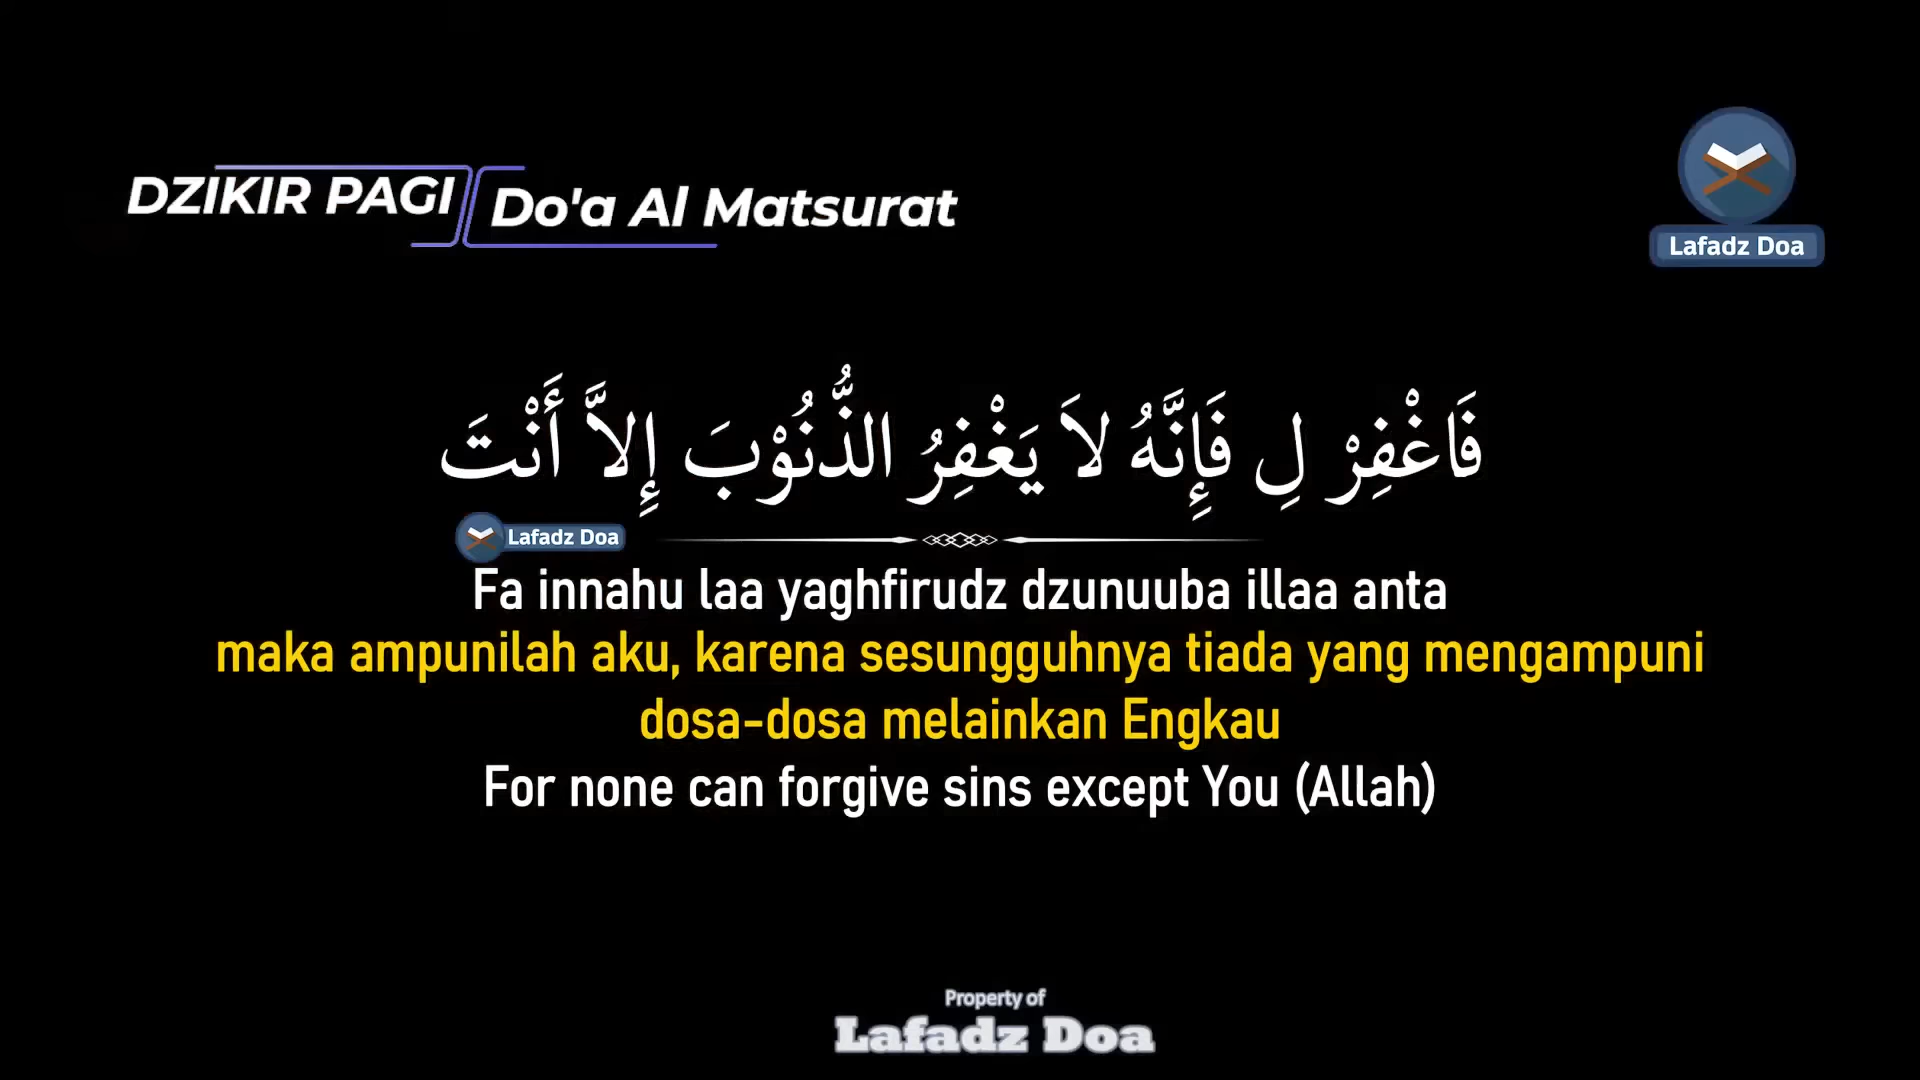 DZIKIR PAGI
Do'a Al Matsurat
Lafadz Doa
فَاغْفِرْ لِ فَإِنَّهُ لاَ يَغْفِرُ الذُّنُوْبَ إِلاَّ أَنْتَ
Lafadz Doa
Fa innahu laa yaghfirudz dzunuuba illaa anta
maka ampunilah aku, karena sesungguhnya tiada yang mengampuni
dosa-dosa melainkan Engkau
For none can forgive sins except You (Allah)
Property of
Lafadz Doa